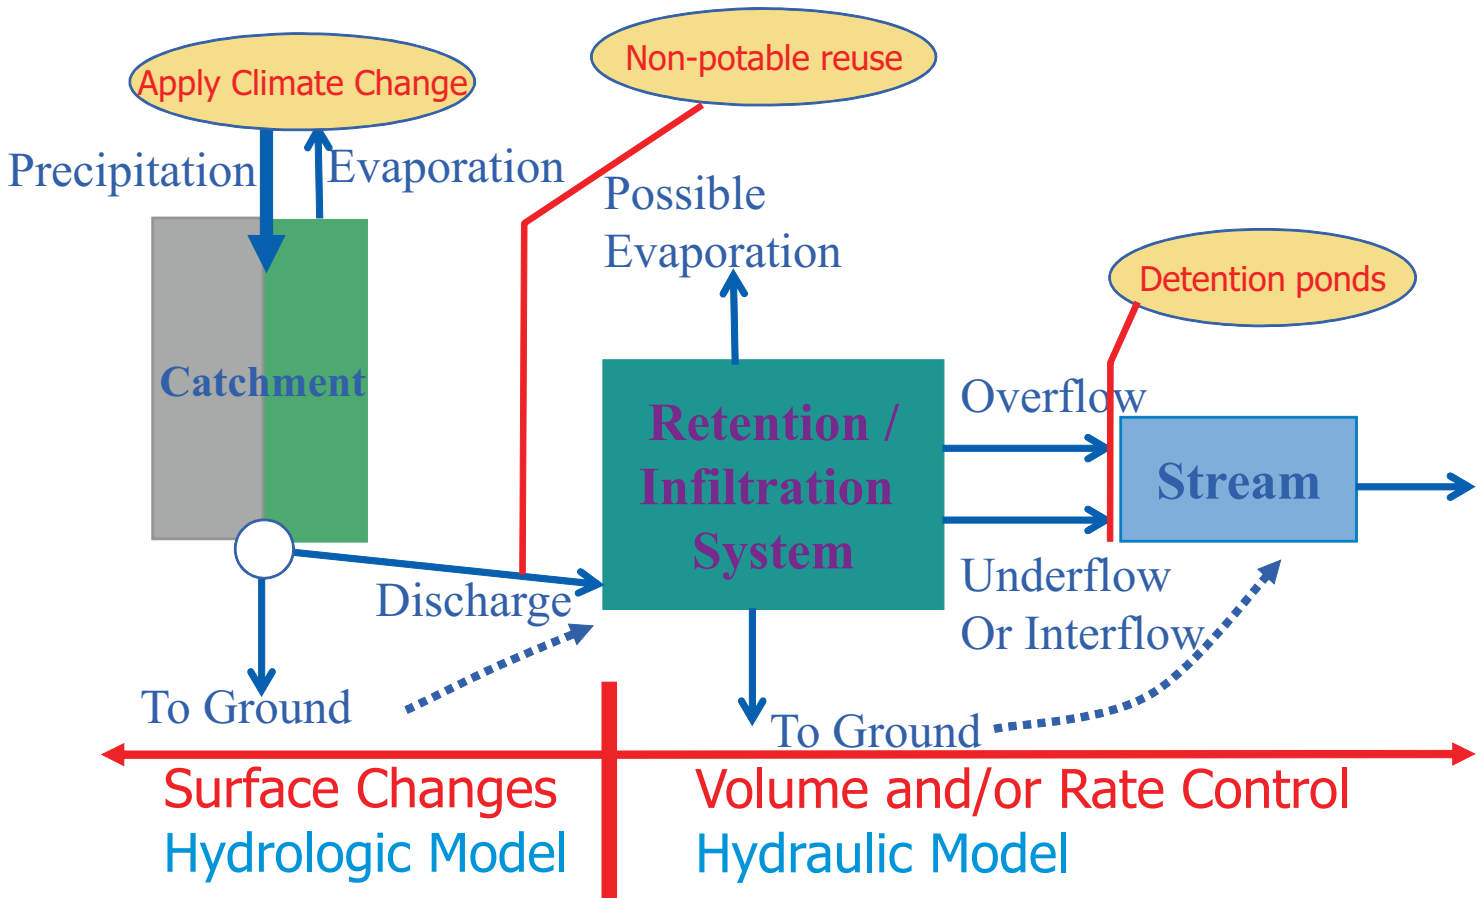 Non-potable reuse
Apply Climate Change
Precipitation
Evaporation
Possible
Evaporation
Detention ponds
Catchment
Retention /
Infiltration
System
Overflow
Stream
Underflow
Or Interflow
Discharge
To Ground
To Ground
Surface Changes
Hydrologic Model
Volume and/or Rate Control
Hydraulic Model